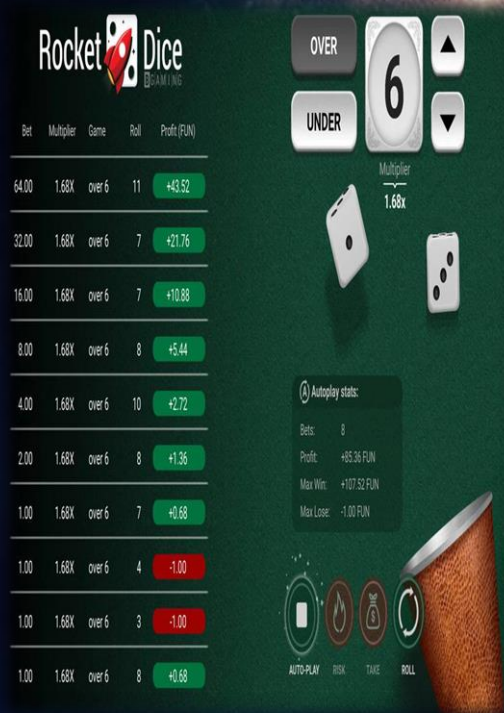 Rocket Dice
BGAMING
Bet Multiplier Game Roll Profit (FUN)
64.00 1.68X over 6 11 +43.52
32.00 1.68X over 6 7 +21.76
16.00 1.68X over 6 7 +10.88
8.00 1.68X over 6 8 +5.44
4.00 1.68X over 6 10 +2.72
2.00 1.68X over 6 8 +1.36
1.00 1.68X over 6 7 +0.68
1.00 1.68X over 6 4 -1.00
1.00 1.68X over 6 3 -1.00
1.00 1.68X over 6 8 +0.68
OVER
UNDER
6
Multiplier
1.68x
A Autoplay stats:
Bets: 8
Profit: +85.36 FUN
Max Win: +107.52 FUN
Max Lose: -1.00 FUN
AUTO-PLAY RISK TAKE ROLL